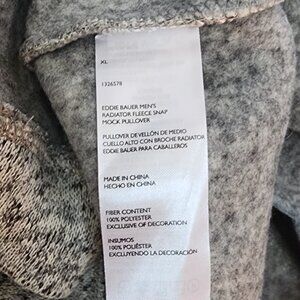 XL
1326578
EDDIE BAUER MEN'S
RADIATOR FLEECE SNAP
MOCK PULLOVER
PULLOVER DE VELLÓN DE MEDIO
CUELLO ALTO CON BROCHE RADIATOR
EDDIE BAUER PARA CABALLEROS
MADE IN CHINA
HECHO EN CHINA
FIBER CONTENT
100% POLYESTER
EXCLUSIVE OF DECORATION
INSUMOS
100% POLIÉSTER
EXCLUYENDO LA DECORACIÓN